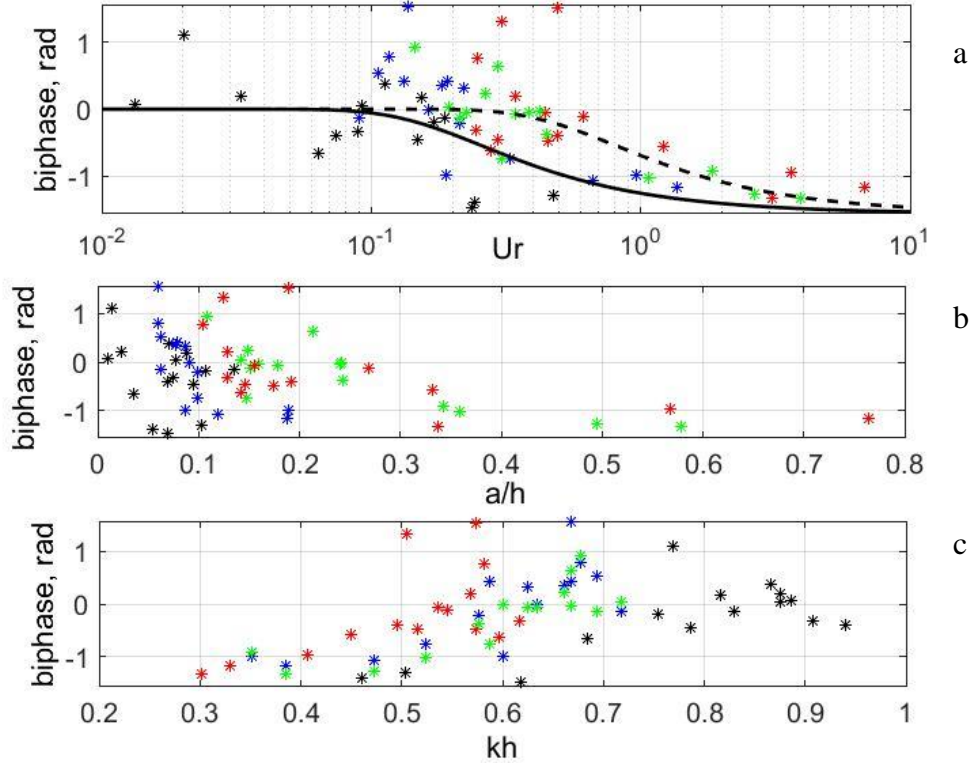 a
biphase, rad
1
0
-1
10^-2
10^-1
10^0
10^1
Ur
b
biphase, rad
1
0
-1
0 0.1 0.2 0.3 0.4 0.5 0.6 0.7 0.8
a/h
c
biphase, rad
1
0
-1
0.2 0.3 0.4 0.5 0.6 0.7 0.8 0.9 1
kh